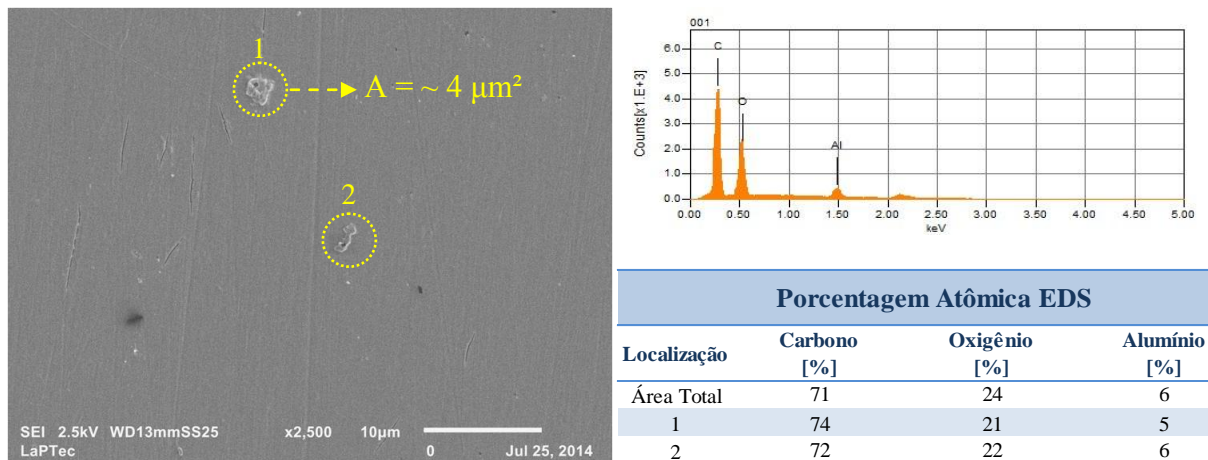 1
A = ~ 4 μm²
2
SEI 2.5kV WD13mmSS25 x2,500 10μm
LaPTec 0 Jul 25, 2014
001
6.0
5.0
4.0
3.0
2.0
1.0
0.0
Counts[x1.E+3]
C
O
Al
0.00 0.50 1.00 1.50 2.00 2.50 3.00 3.50 4.00 4.50 5.00
keV
Porcentagem Atômica EDS
Localização Carbono [%] Oxigênio [%] Alumínio [%]
Área Total 71 24 6
1 74 21 5
2 72 22 6